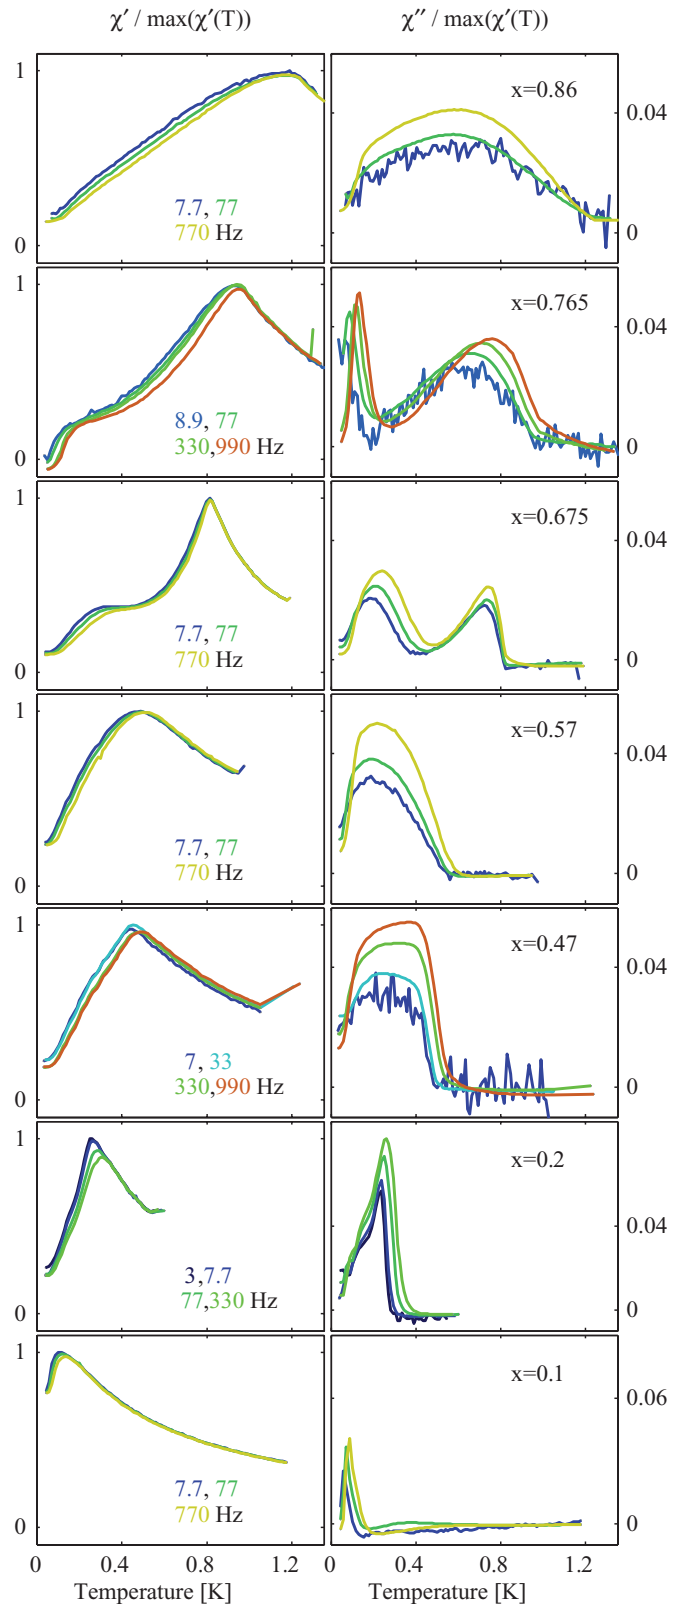 χ′ / max(χ′(T)) χ″ / max(χ′(T))
1 x=0.86 0.04
7.7, 77
770 Hz
0 0
1 x=0.765 0.04
8.9, 77
330,990 Hz
0 0
1 x=0.675 0.04
7.7, 77
770 Hz
0 0
1 x=0.57 0.04
7.7, 77
770 Hz
0 0
1 x=0.47 0.04
7, 33
330,990 Hz
0 0
1 x=0.2
0.04
3,7.7
77,330 Hz
0 0
1 x=0.1
0.06
7.7, 77
770 Hz
0 0
0 0.4 0.8 1.2 0 0.4 0.8 1.2
Temperature [K] Temperature [K]